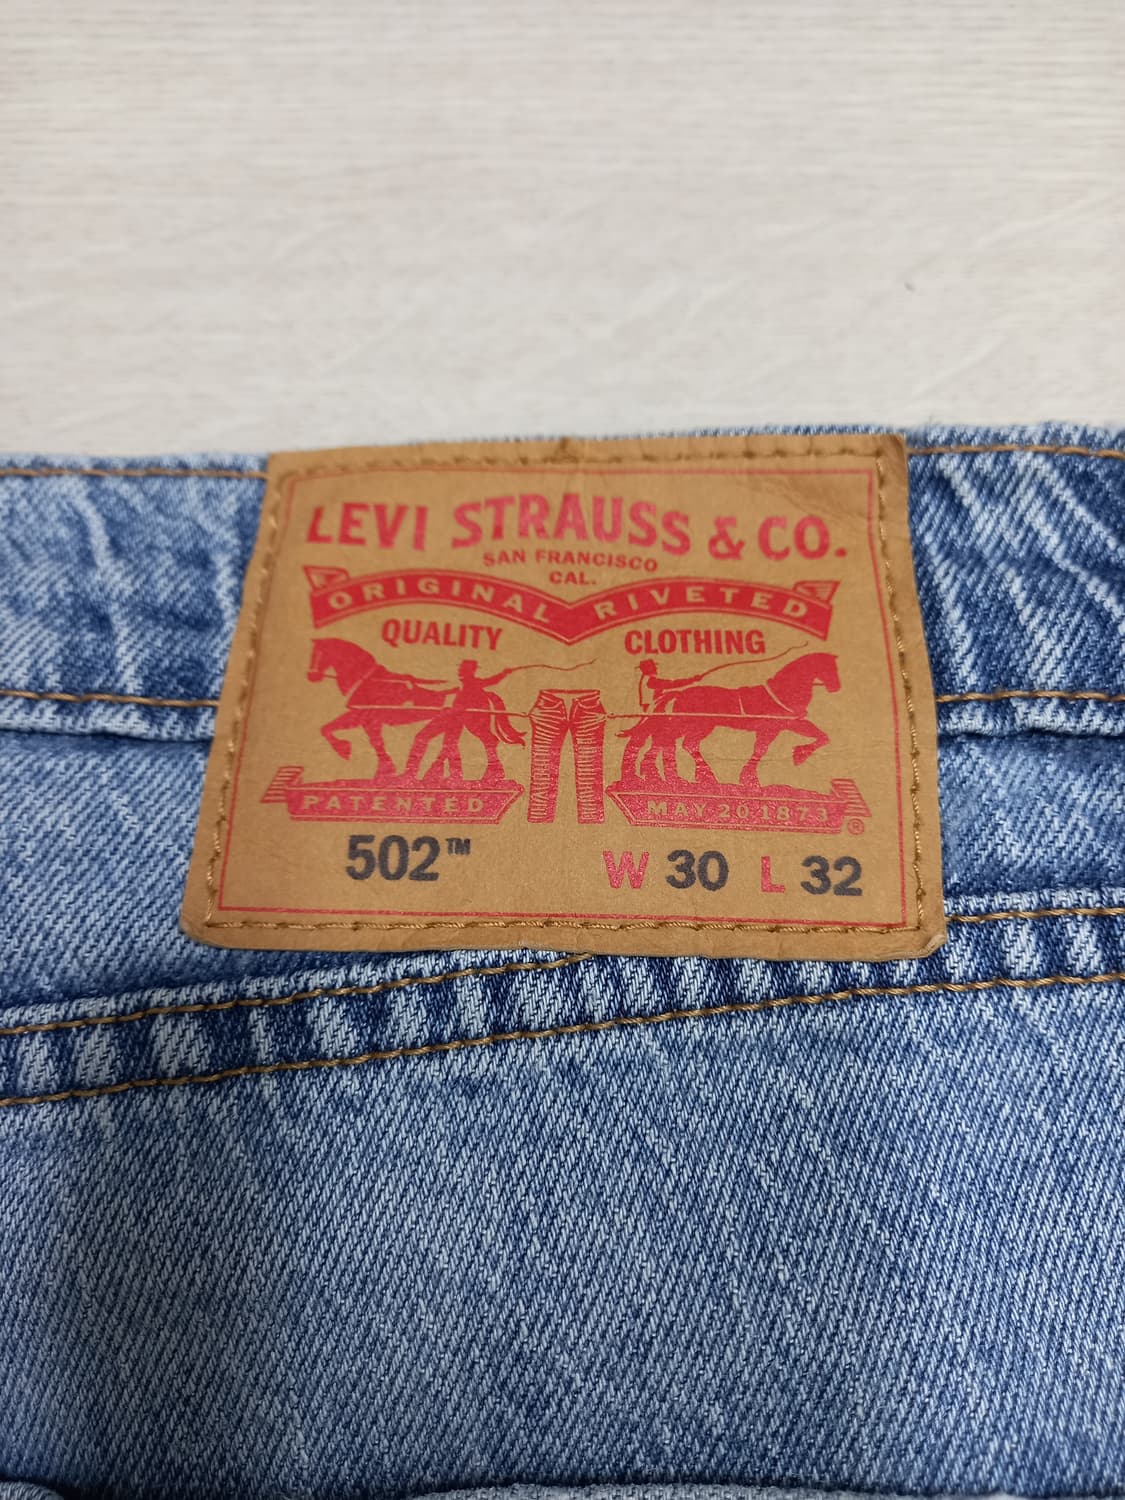 LEVI STRAUSS & CO.
SAN FRANCISCO
CAL.
ORIGINAL RIVETED
QUALITY CLOTHING
PATENTED MAY 20 1873 ®
502™ W 30 L 32